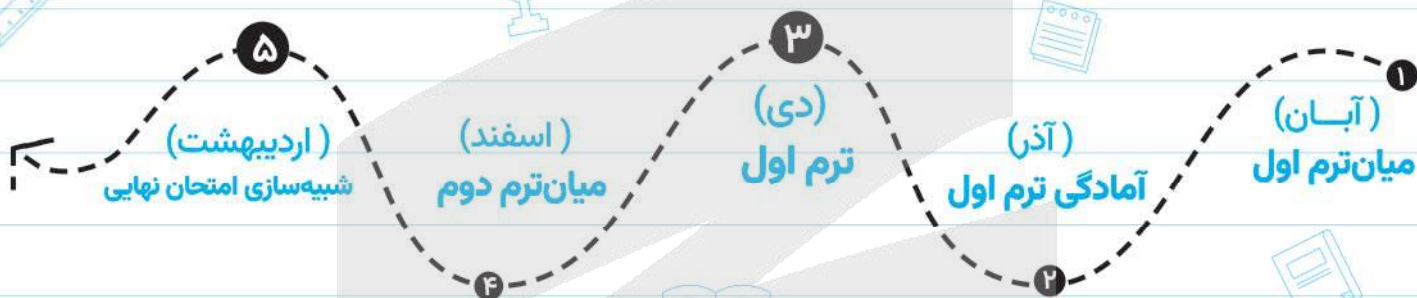 ۱
(آبــان)
میان‌ترم اول
۲
(آذر)
آمادگی ترم اول
۳
(دی)
ترم اول
۴
(اسفند)
میان‌ترم دوم
۵
(اردیبهشت)
شبیه‌سازی امتحان نهایی